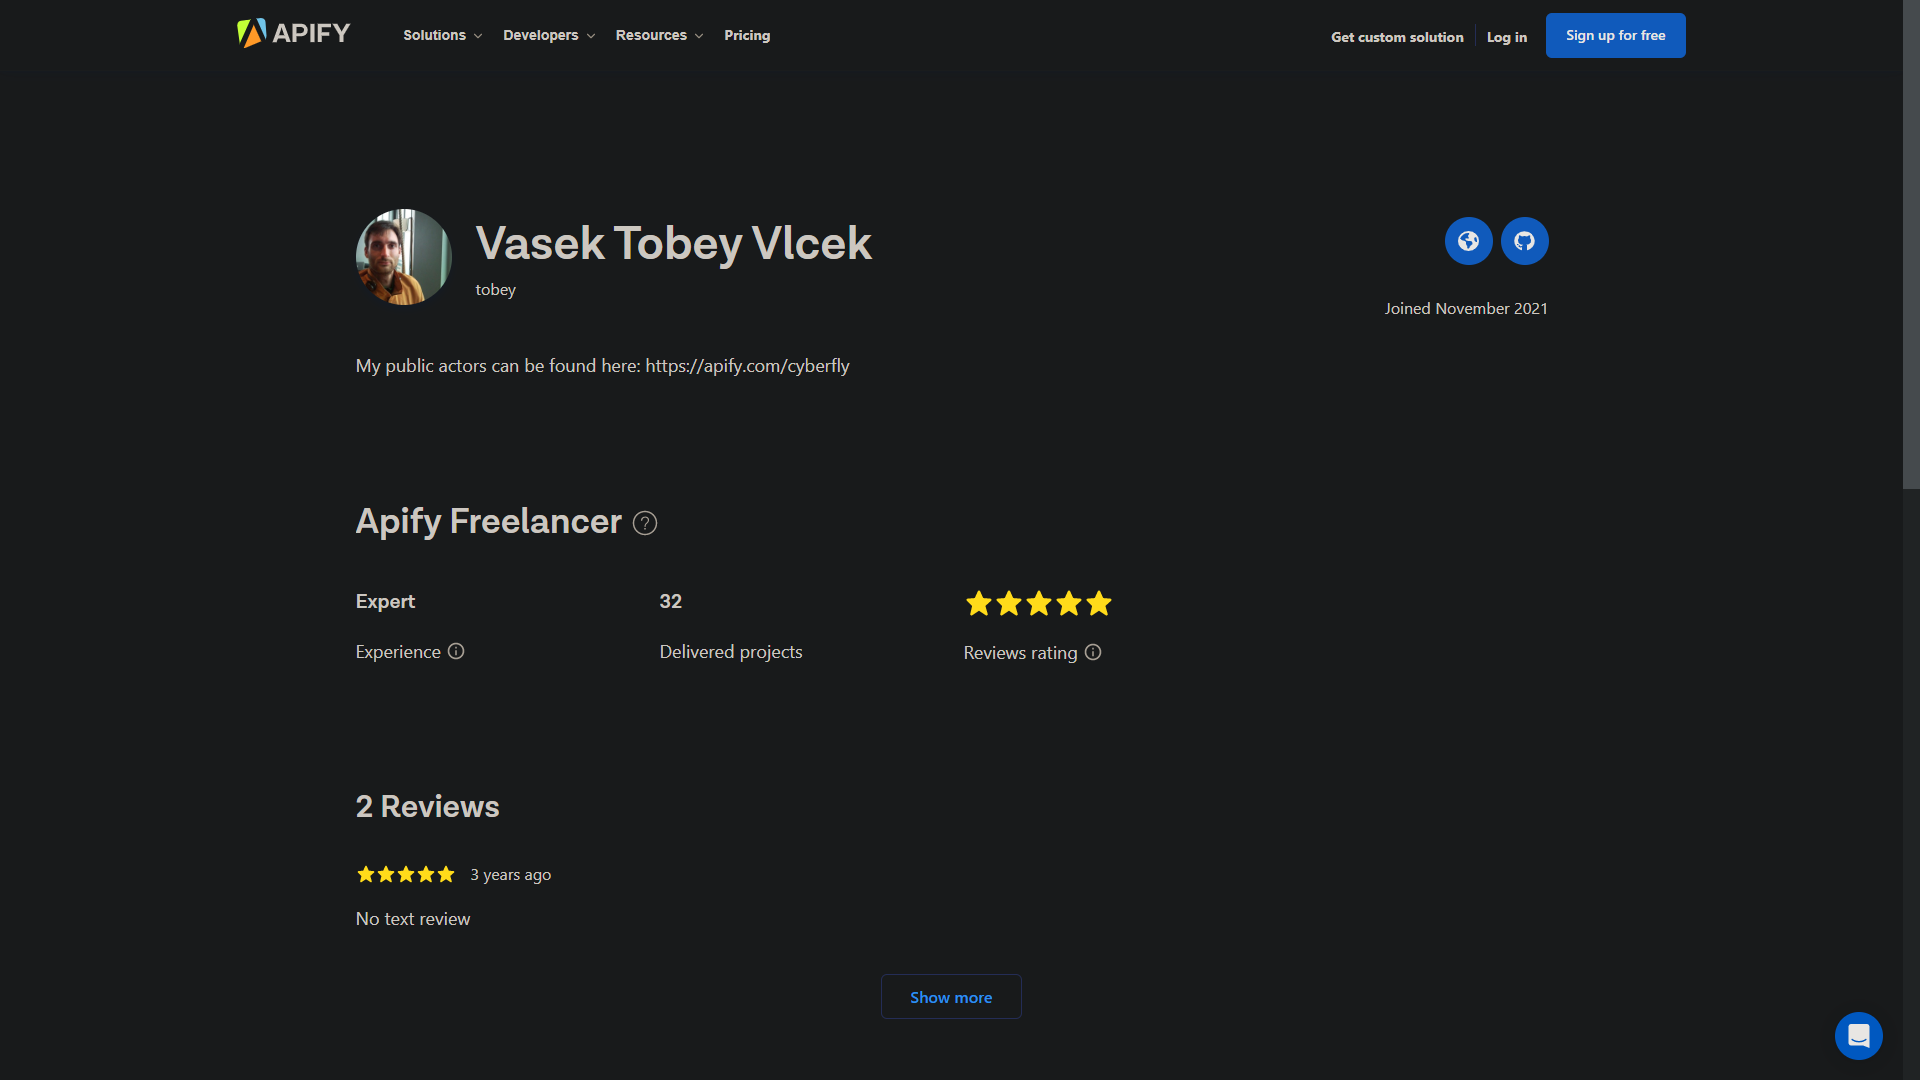 APIFY
Solutions
Developers
Resources
Pricing
Get custom solution
Log in
Sign up for free
Vasek Tobey Vlcek
tobey
Joined November 2021
My public actors can be found here: https://apify.com/cyberfly
Apify Freelancer ?
Expert
32
Experience
Delivered projects
Reviews rating
2 Reviews
3 years ago
No text review
Show more